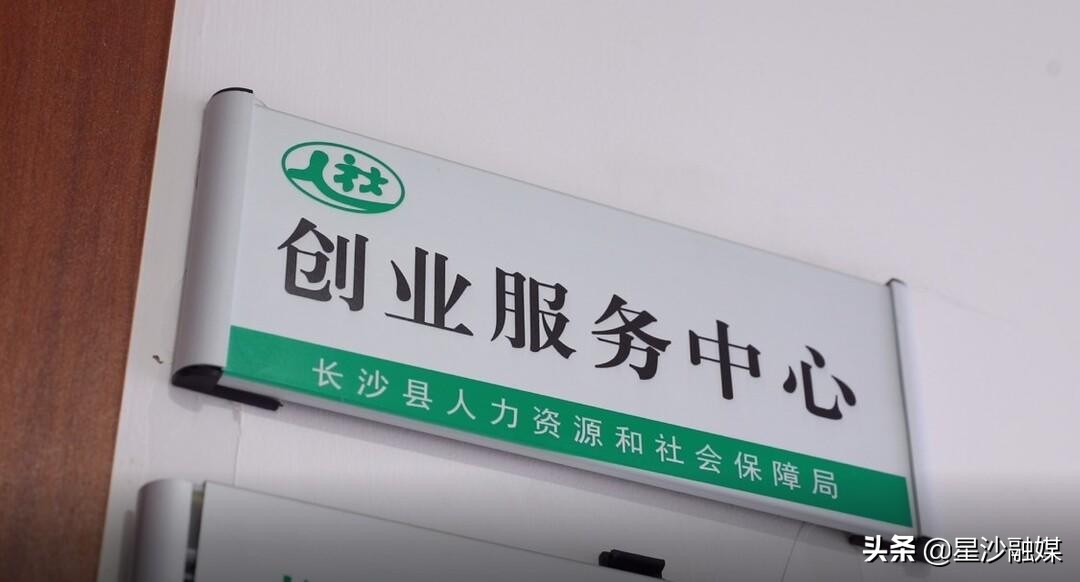 人社
创业服务中心
长沙县人力资源和社会保障局
头条 @星沙融媒